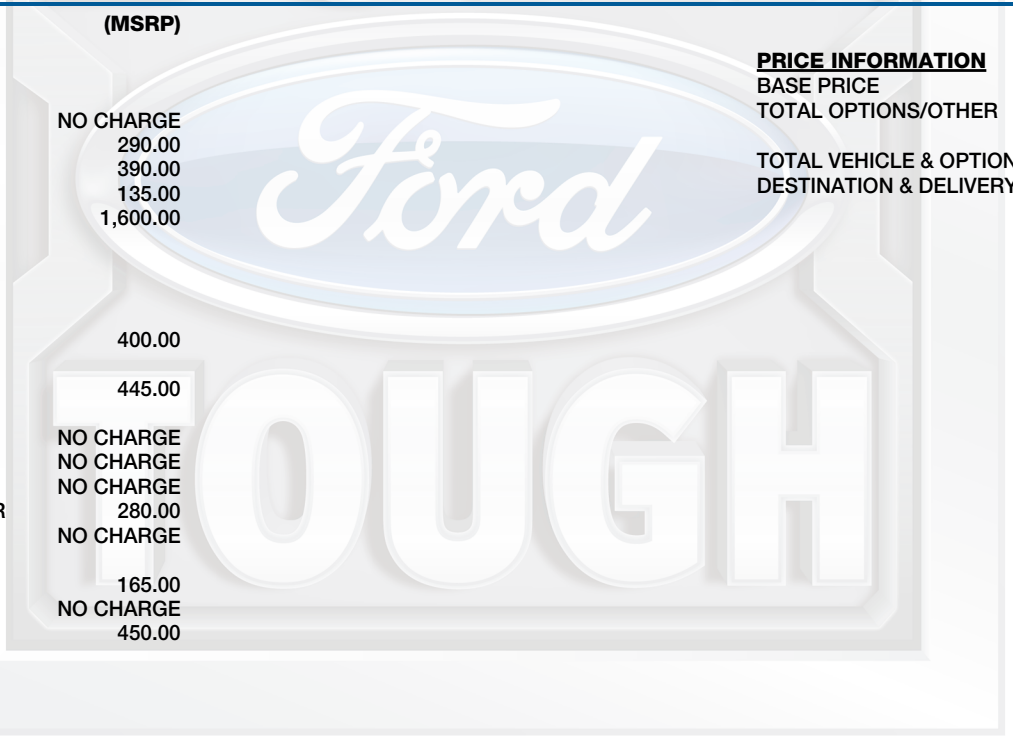 (MSRP)
NO CHARGE
290.00
390.00
135.00
1,600.00
400.00
445.00
NO CHARGE
NO CHARGE
NO CHARGE
R 280.00
NO CHARGE
165.00
NO CHARGE
450.00
PRICE INFORMATION
BASE PRICE
TOTAL OPTIONS/OTHER
TOTAL VEHICLE & OPTION
DESTINATION & DELIVERY
Ford
TOUGH